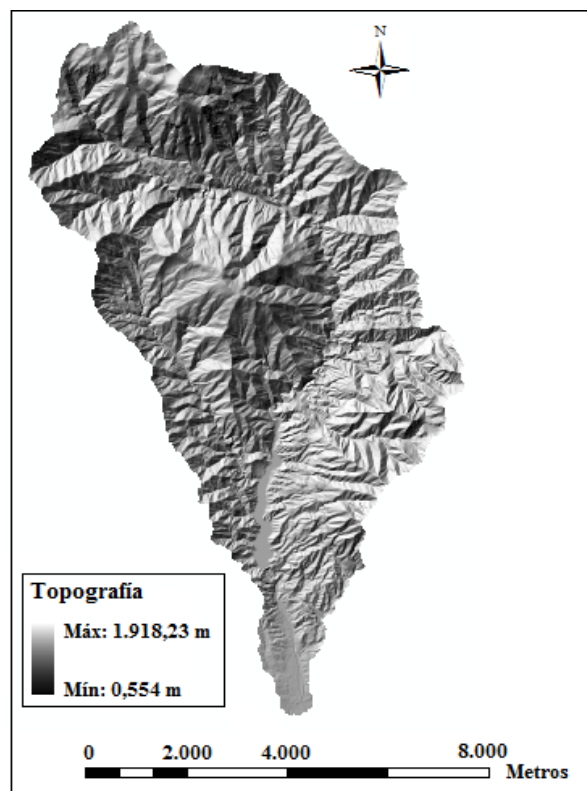 N
Topografía
Máx: 1.918,23 m
Mín: 0,554 m
0 2.000 4.000 8.000
Metros